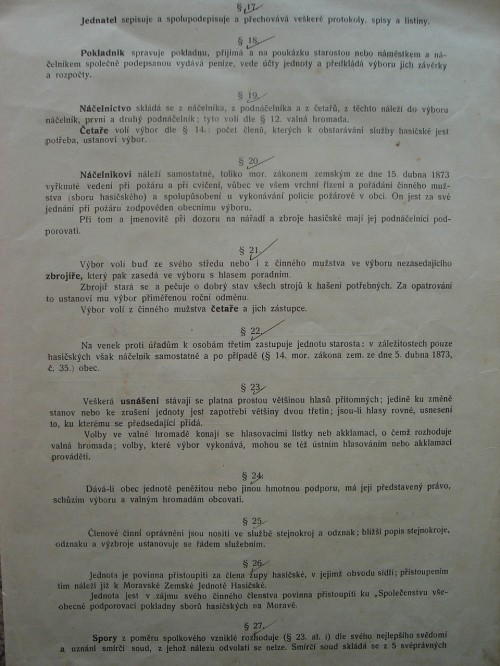 § 17.
Jednatel sepisuje a spolupodepisuje a přechovává veškeré protokoly, spisy a listiny.
§ 18.
Pokladník spravuje pokladnu, přijímá a na poukázku starostou nebo náměstkem a ná-
čelníkem společně podepsanou vydává peníze, vede účty jednoty a předkládá výboru jich závěrky
a rozpočty.
§ 19.
Náčelnictvo skládá se z náčelníka, z podnáčelníka a z četařů, z těchto náleží do výboru
náčelník, první a druhý podnáčelník; tyto volí dle § 12. valná hromada.
Četaře volí výbor dle § 14.; počet členů, kterých k obstarávání služby hasičské jest
potřeba, ustanoví výbor.
§ 20.
Náčelníkovi náleží samostatné, toliko mor. zákonem zemským ze dne 15. dubna 1873
vyřknuté vedení při požáru a při cvičení, vůbec ve všem vrchní řízení a pořádání činného muž-
stva (sboru hasičského) a spolupůsobení u vykonávání policie požárové v obci. On jest za své
jednání při požáru zodpověden obecnímu výboru.
Při tom a jmenovitě při dozoru na nářadí a zbroje hasičské mají jej podnáčelníci pod-
porovati.
§ 21.
Výbor volí buď ze svého středu nebo i z činného mužstva ve výboru nezasedajícího
zbrojíře, který pak zasedá ve výboru s hlasem poradním.
Zbrojíř stará se a pečuje o dobrý stav všech strojů k hašení potřebných. Za opatrování
to ustanoví mu výbor přiměřenou roční odměnu.
Výbor volí z činného mužstva četaře a jich zástupce.
§ 22.
Na venek proti úřadům k osobám třetím zastupuje jednotu starosta; v záležitostech pouze
hasičských však náčelník samostatně a po případě (§ 14. mor. zákona zem. ze dne 5. dubna 1873,
č. 35.) obec.
§ 23.
Veškerá usnášení stávají se platna prostou většinou hlasů přítomných; jedině ku změně
stanov nebo ke zrušení jednoty jest zapotřebí většiny dvou třetin; jsou-li hlasy rovné, usnesení
to, ku kterému se předsedající přidá.
Volby ve valné hromadě konají se hlasovacími lístky neb akklamací, o čemž rozhoduje
valná hromada; volby, které výbor vykonává, mohou se též ústním hlasováním nebo akklamací
prováděti.
§ 24.
Dává-li obec jednotě peněžitou nebo jinou hmotnou podporu, má její představený právo,
schůzím výboru a valným hromadám obcovati.
§ 25.
Členové činní oprávněni jsou nositi ve službě stejnokroj a odznak; bližší popis stejnokroje,
odznaku a výzbroje ustanovuje se řádem služebním.
§ 26.
Jednota je povinna přistoupiti za člena župy hasičské, v jejímž obvodu sídlí; přistoupením
tím náleží již k Moravské Zemské Jednotě Hasičské.
Jednota jest v zájmu svého činného členstva povinna přistoupiti ku „Společenstvu vše-
obecné podporovací pokladny sborů hasičských na Moravě.
§ 27.
Spory z poměru spolkového vzniklé rozhoduje (§ 23. al. i) dle svého nejlepšího svědomí
a uznání smírčí soud, z jehož nálezu odvolati se nelze. Smírčí soud skládá se z 5 svéprávných